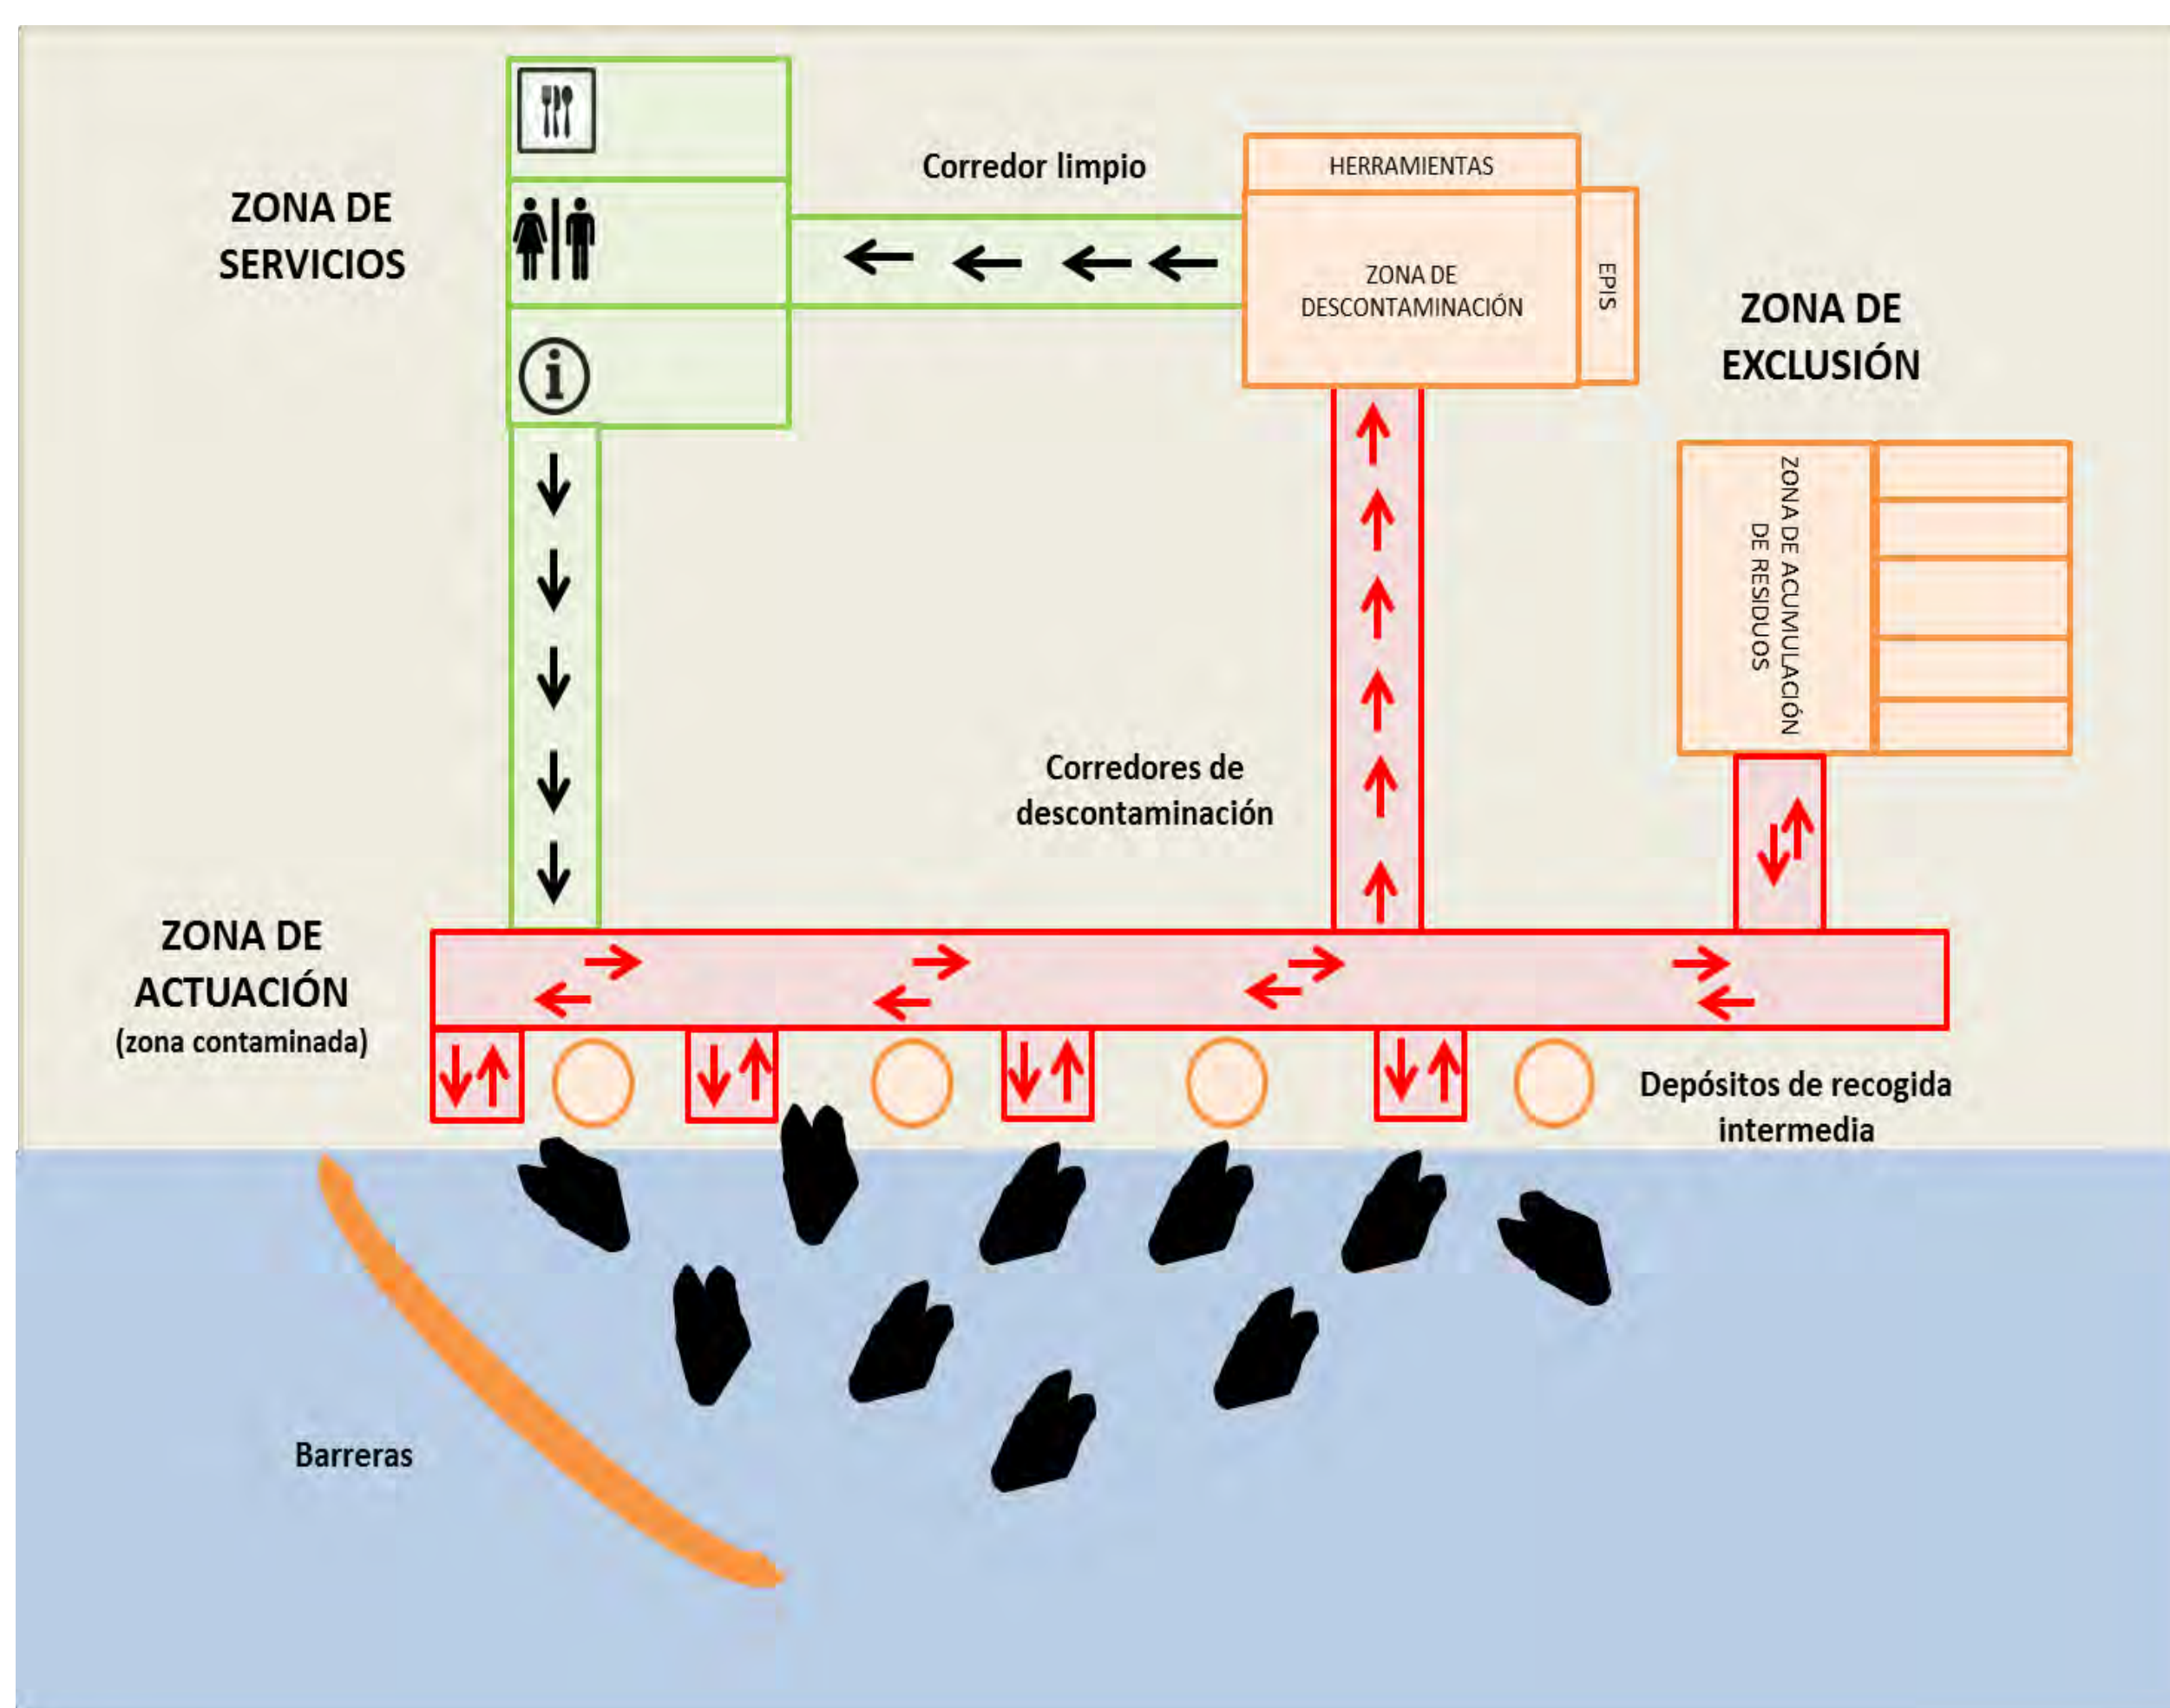 Corredor limpio
HERRAMIENTAS
ZONA DE
SERVICIOS
ZONA DE
DESCONTAMINACIÓN
EPIS
ZONA DE
EXCLUSIÓN
ZONA DE ACUMULACIÓN
DE RESIDUOS
Corredores de
descontaminación
ZONA DE
ACTUACIÓN
(zona contaminada)
Depósitos de recogida
intermedia
Barreras